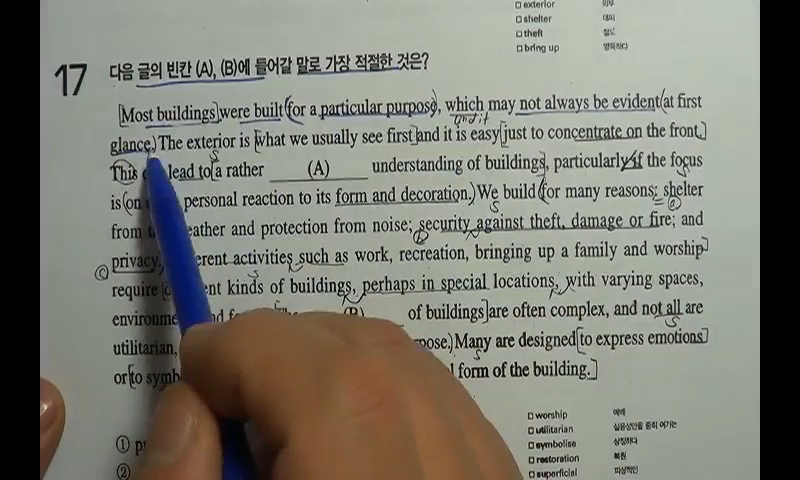 □ exterior 외부
□ shelter 대피
□ theft 절도
□ bring up 양육하다
17 다음 글의 빈칸 (A), (B)에 들어갈 말로 가장 적절한 것은?
Most buildings were built for a particular purpose, which may not always be evident at first
and it
glance. The exterior is what we usually see first and it is easy just to concentrate on the front.
This lead to a rather (A) understanding of buildings, particularly if the focus
is on personal reaction to its form and decoration. We build for many reasons: shelter
from and protection from noise; security against theft, damage or fire; and
privacy, activities such as work, recreation, bringing up a family and worship
require kinds of buildings, perhaps in special locations, with varying spaces,
(B) of buildings are often complex, and not all are
utilitarian, Many are designed to express emotions
or to form of the building.
□ worship 예배
□ utilitarian 실용성만을 중히 여기는
□ symbolise 상징하다
□ restoration 복원
□ superficial 피상적인
①
②